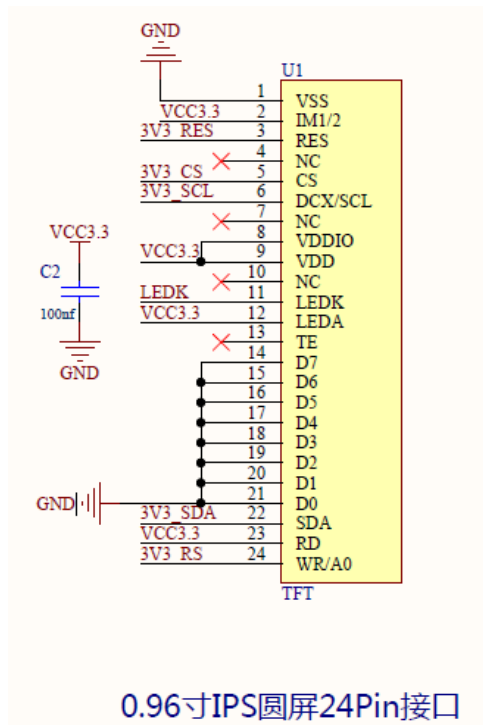 GND
U1
1 VSS
VCC3.3 2 IM1/2
3V3_RES 3 RES
4 NC
3V3_CS 5 CS
3V3_SCL 6 DCX/SCL
7 NC
8 VDDIO
VCC3.3 9 VDD
10 NC
LEDK 11 LEDK
VCC3.3 12 LEDA
13 TE
14 D7
15 D6
16 D5
17 D4
18 D3
19 D2
20 D1
GND 21 D0
3V3_SDA 22 SDA
VCC3.3 23 RD
3V3_RS 24 WR/A0
TFT
VCC3.3
C2
100nf
GND
0.96寸IPS圆屏24Pin接口